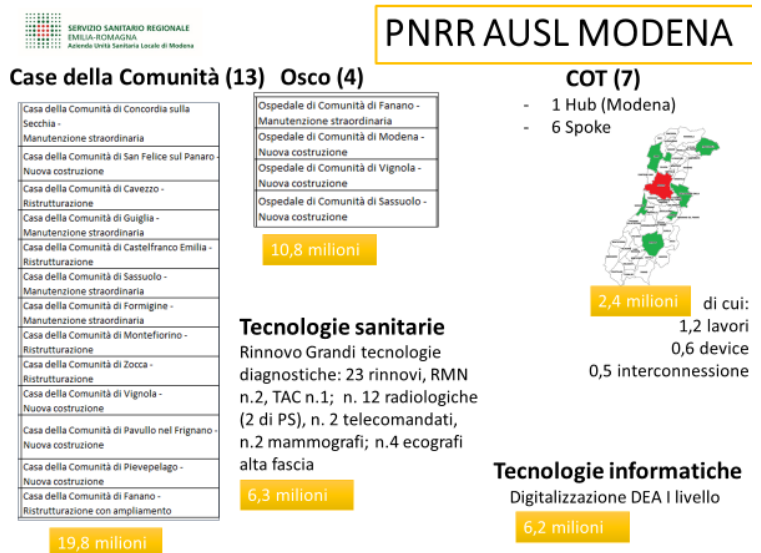 SERVIZIO SANITARIO REGIONALE
EMILIA-ROMAGNA
Azienda Unità Sanitaria Locale di Modena
PNRR AUSL MODENA
Case della Comunità (13)
Casa della Comunità di Concordia sulla
Secchia -
Manutenzione straordinaria
Casa della Comunità di San Felice sul Panaro -
Nuova costruzione
Casa della Comunità di Cavezzo -
Ristrutturazione
Casa della Comunità di Guiglia -
Manutenzione straordinaria
Casa della Comunità di Castelfranco Emilia -
Ristrutturazione
Casa della Comunità di Sassuolo -
Manutenzione straordinaria
Casa della Comunità di Formigine -
Manutenzione straordinaria
Casa della Comunità di Montefiorino -
Ristrutturazione
Casa della Comunità di Zocca -
Ristrutturazione
Casa della Comunità di Vignola -
Nuova costruzione
Casa della Comunità di Pavullo nel Frignano -
Nuova costruzione
Casa della Comunità di Pievepelago -
Nuova costruzione
Casa della Comunità di Fanano -
Ristrutturazione con ampliamento
19,8 milioni
Osco (4)
Ospedale di Comunità di Fanano -
Manutenzione straordinaria
Ospedale di Comunità di Modena -
Nuova costruzione
Ospedale di Comunità di Vignola -
Nuova costruzione
Ospedale di Comunità di Sassuolo -
Nuova costruzione
10,8 milioni
COT (7)
- 1 Hub (Modena)
- 6 Spoke
2,4 milioni di cui:
1,2 lavori
0,6 device
0,5 interconnessione
Tecnologie sanitarie
Rinnovo Grandi tecnologie
diagnostiche: 23 rinnovi, RMN
n.2, TAC n.1; n. 12 radiologiche
(2 di PS), n. 2 telecomandati,
n.2 mammografi; n.4 ecografi
alta fascia
6,3 milioni
Tecnologie informatiche
Digitalizzazione DEA I livello
6,2 milioni